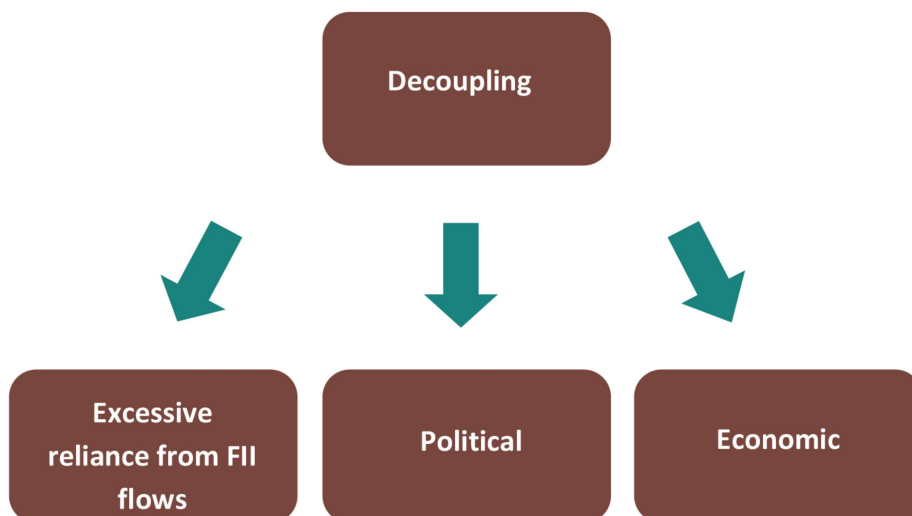 Decoupling
Excessive
reliance from FII
flows
Political
Economic